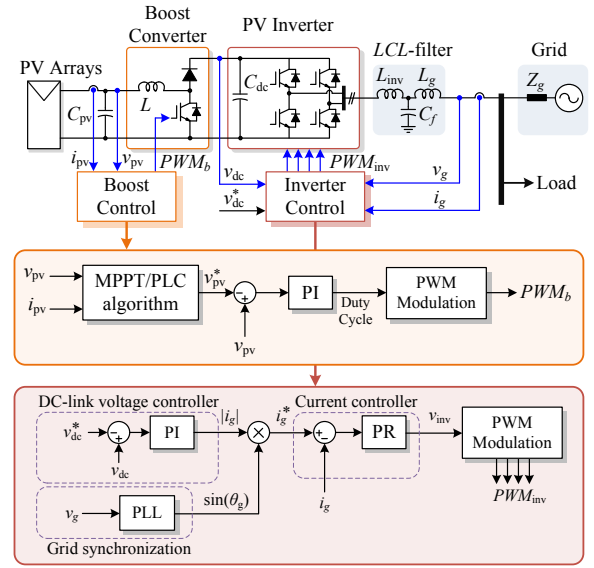 Boost
Converter
PV Inverter
LCL-filter
Grid
PV Arrays
L
C_pv
C_dc
L_inv
L_g
C_f
Z_g
i_pv
v_pv
PWM_b
v_dc
PWM_inv
v_g
Boost
Control
v*_dc
Inverter
Control
i_g
Load
v_pv
i_pv
MPPT/PLC
algorithm
v*_pv
− +
v_pv
PI
Duty
Cycle
PWM
Modulation
PWM_b
DC-link voltage controller
|i_g|
i_g*
Current controller
v_inv
v*_dc
− +
v_dc
PI
×
+ −
i_g
PR
PWM
Modulation
PWM_inv
v_g
PLL
sin(θ_g)
Grid synchronization